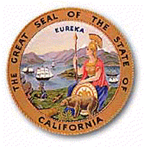 THE GREAT SEAL OF THE STATE OF
CALIFORNIA
EUREKA